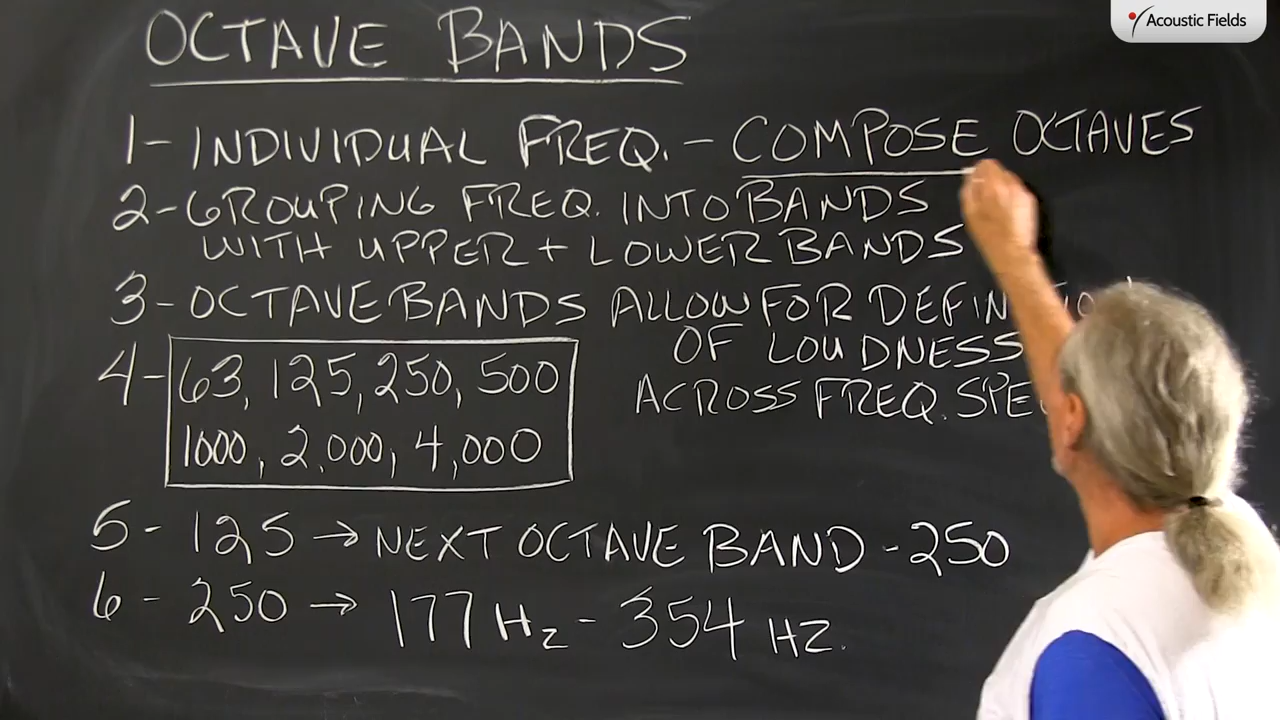 Acoustic Fields
OCTAVE BANDS
1- INDIVIDUAL FREQ. - COMPOSE OCTAVES
2- GROUPING FREQ. INTO BANDS
WITH UPPER + LOWER BANDS
3- OCTAVE BANDS ALLOW FOR
OF LOUDNESS
ACROSS FREQ.
4- 63, 125, 250, 500
1000, 2,000, 4,000
5- 125 → NEXT OCTAVE BAND - 250
6- 250 → 177 Hz - 354 HZ.